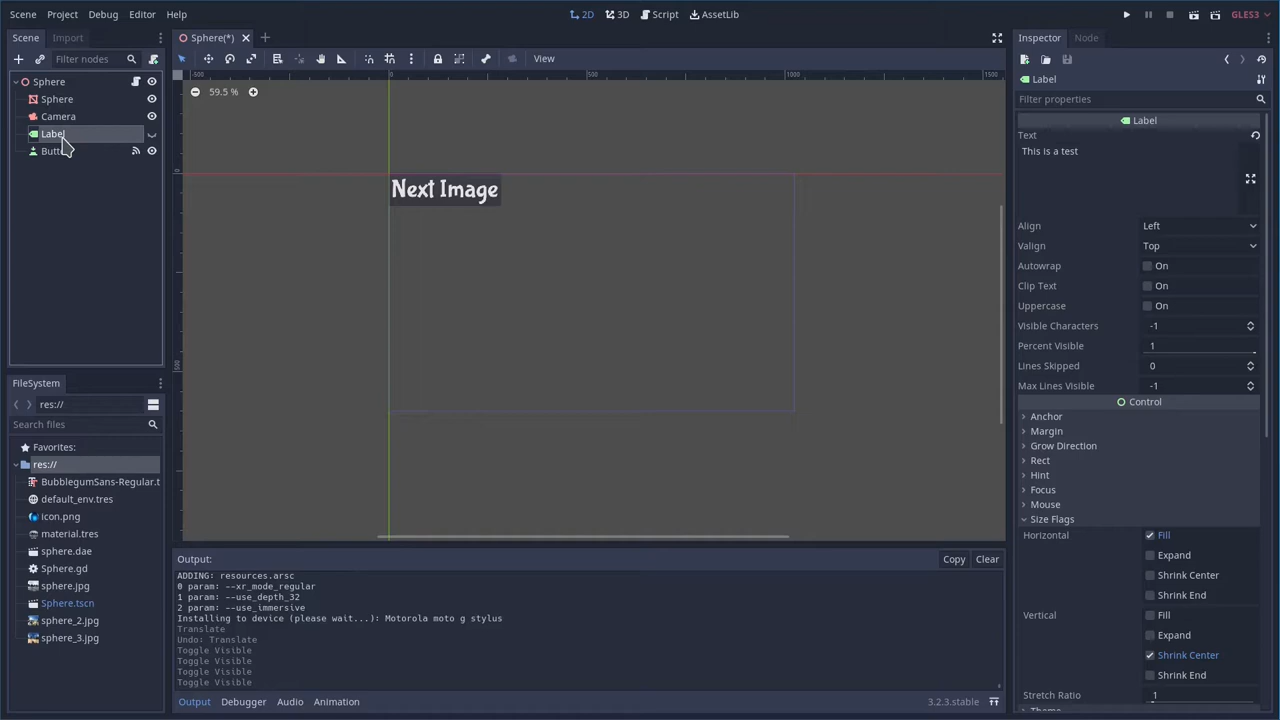 Scene Project Debug Editor Help 2D 3D Script AssetLib GLES3
Scene Import Sphere(*) Inspector Node
Filter nodes View
Label
Sphere
Sphere
Camera
Label
-500 0 500 1000 1500
59.5 %
Filter properties
Label
Text
This is a test
0
500
Next Image
Align Left
Valign Top
Autowrap On
Clip Text On
Uppercase On
Visible Characters -1
Percent Visible 1
Lines Skipped 0
Max Lines Visible -1
Control
Anchor
Margin
Grow Direction
Rect
Hint
Focus
Mouse
Size Flags
Horizontal Fill
Expand
Shrink Center
Shrink End
Vertical Fill
Expand
Shrink Center
Shrink End
Stretch Ratio 1
FileSystem
res://
Search files
Favorites:
res://
BubblegumSans-Regular.t
default_env.tres
icon.png
material.tres
sphere.dae
Sphere.gd
sphere.jpg
Sphere.tscn
sphere_2.jpg
sphere_3.jpg
Output: Copy Clear
ADDING: resources.arsc
0 param: --xr_mode_regular
1 param: --use_depth_32
2 param: --use_immersive
Installing to device (please wait...): Motorola moto g stylus
Translate
Undo: Translate
Toggle Visible
Toggle Visible
Toggle Visible
Toggle Visible
Output Debugger Audio Animation 3.2.3.stable